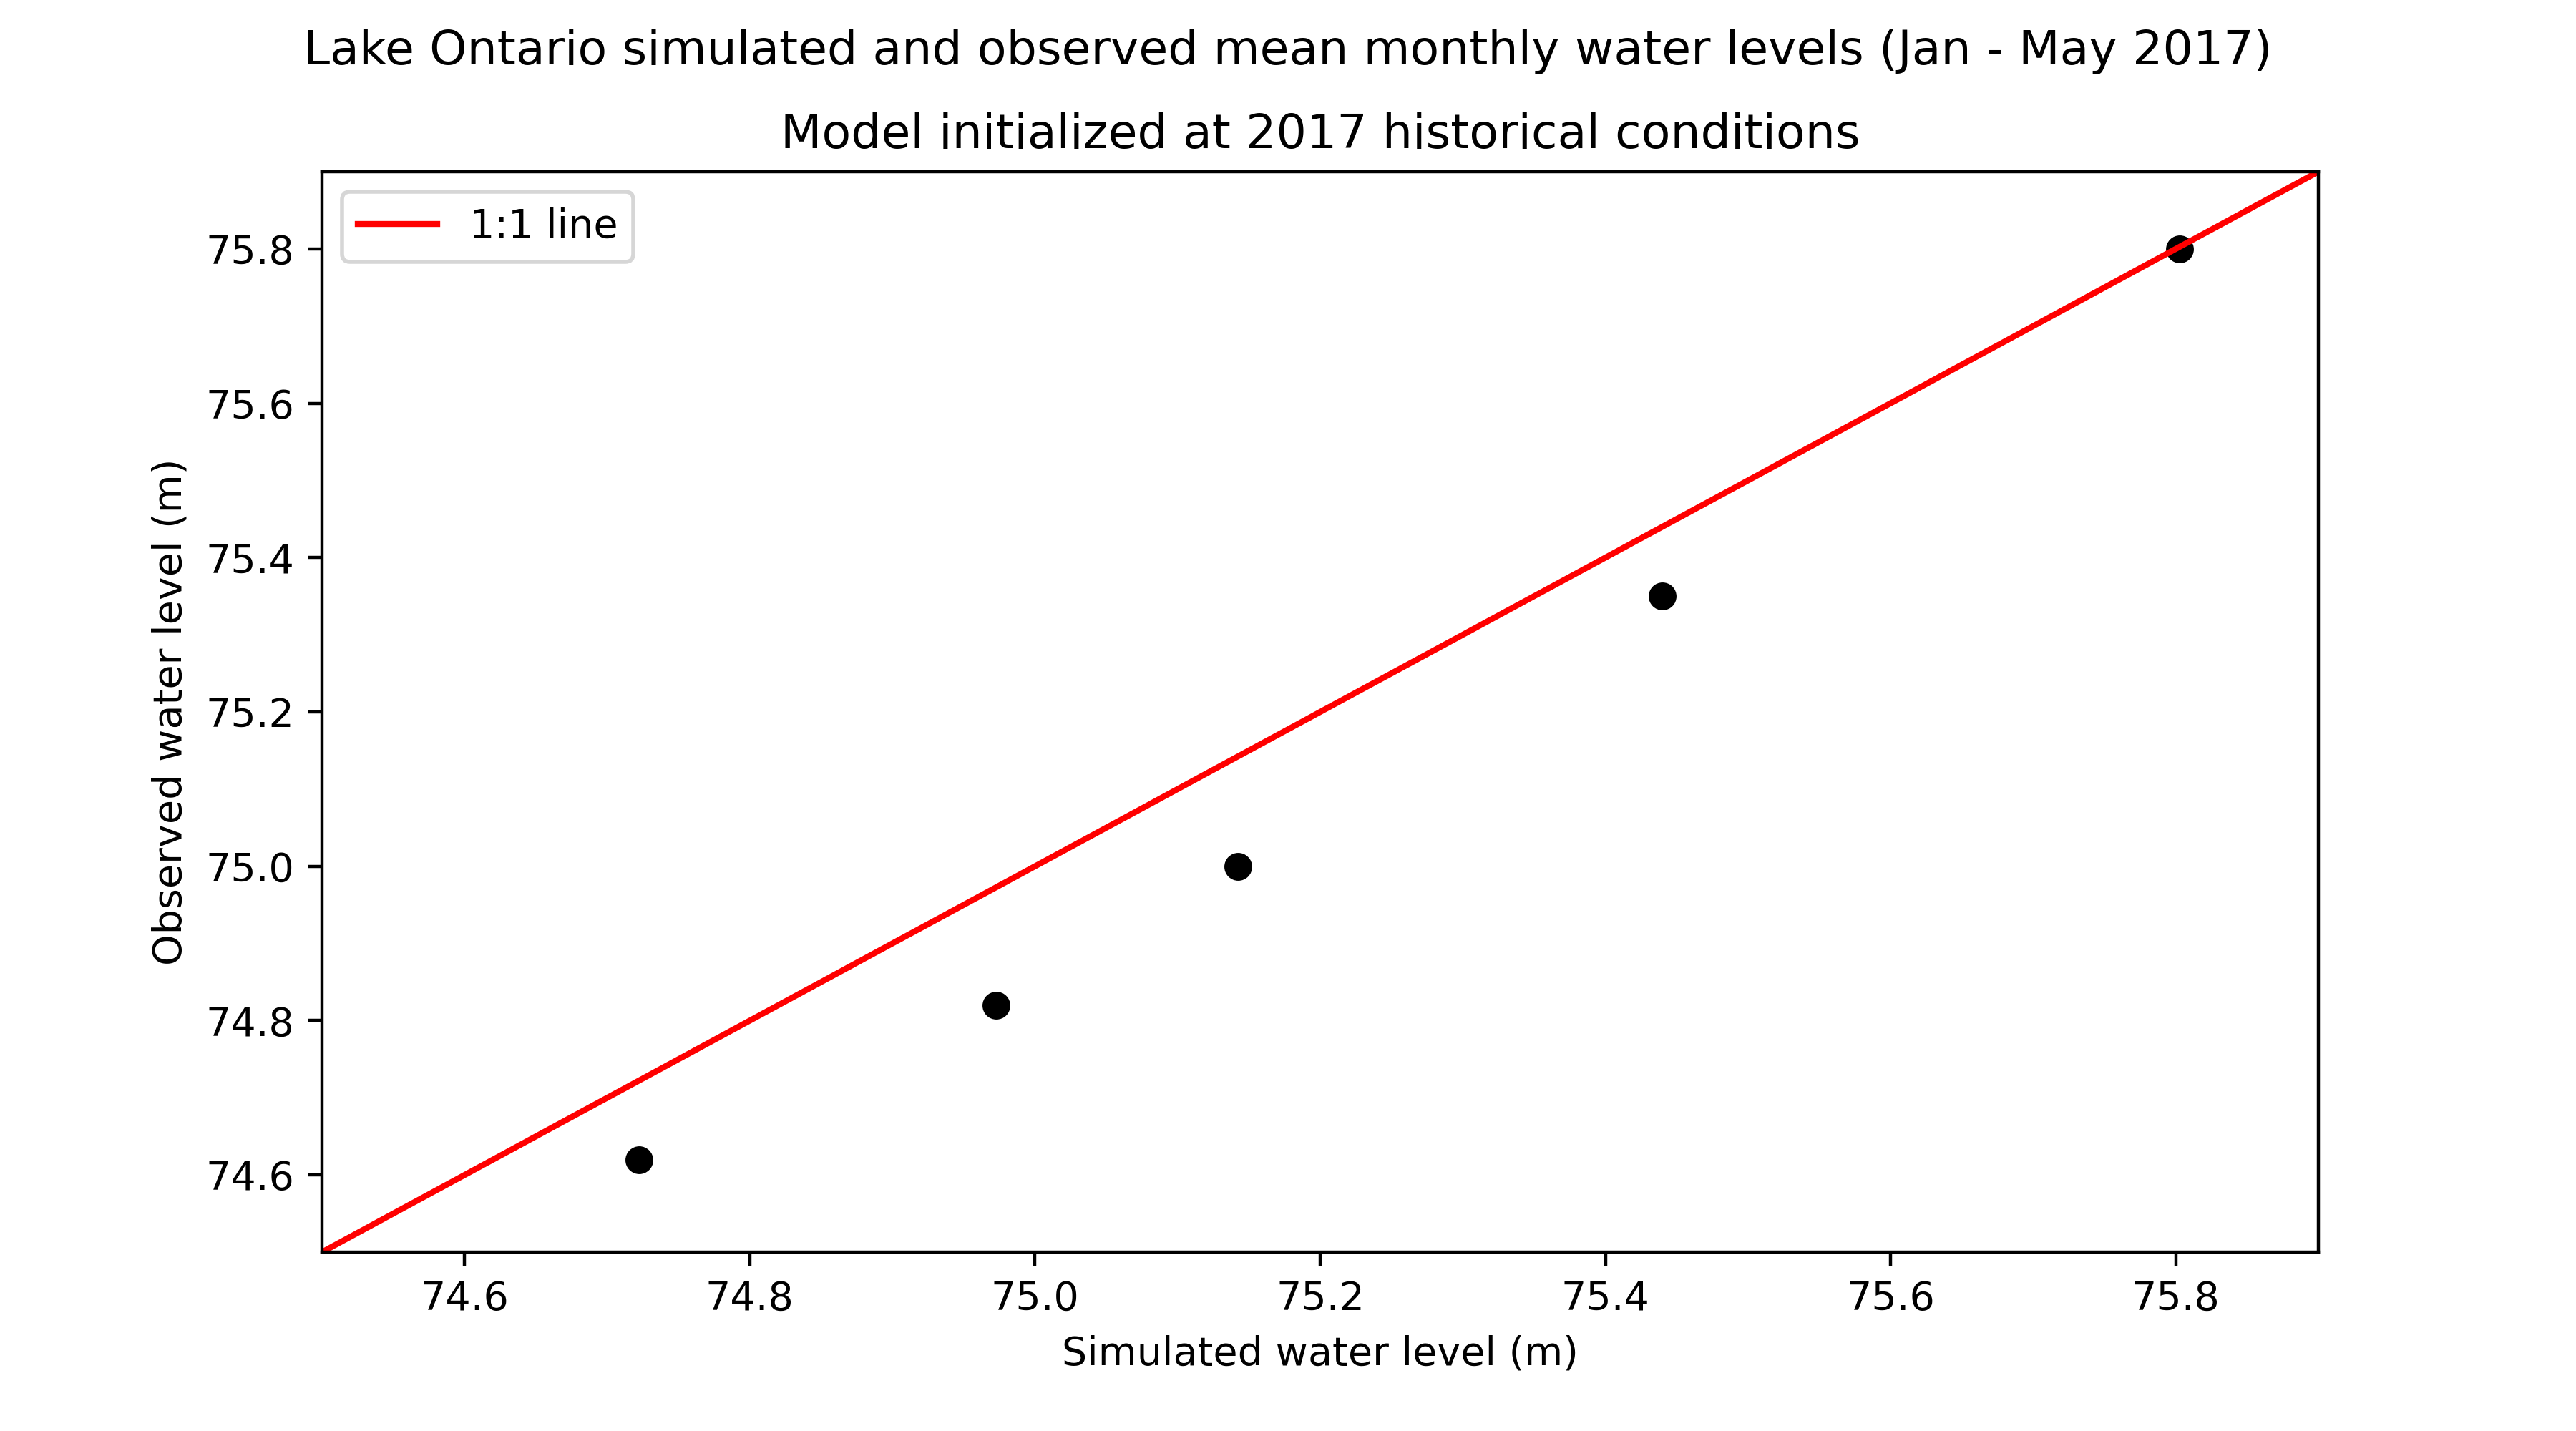 Lake Ontario simulated and observed mean monthly water levels (Jan - May 2017)
Model initialized at 2017 historical conditions
1:1 line
75.8
75.6
75.4
75.2
75.0
74.8
74.6
Observed water level (m)
74.6 74.8 75.0 75.2 75.4 75.6 75.8
Simulated water level (m)